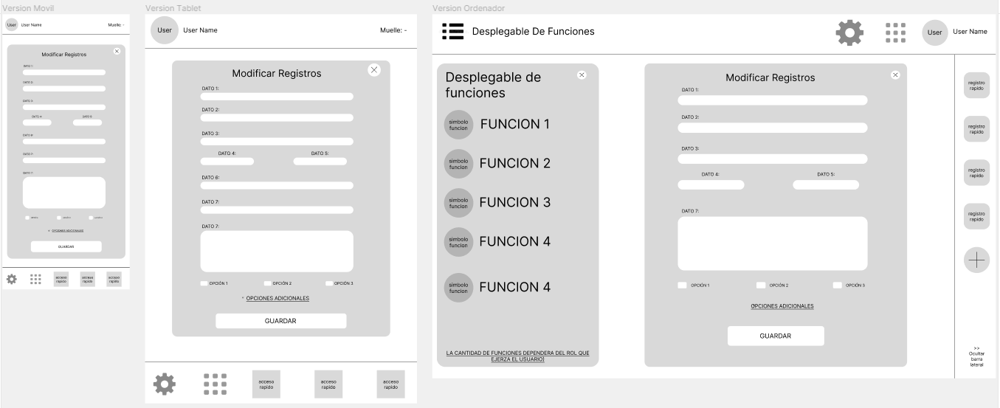 Version Movil
User
User Name
Muelle: -
Modificar Registros
DATO 1:
DATO 2:
DATO 3:
DATO 4:
DATO 5:
DATO 6:
DATO 7:
DATO 7:
OPCIONES ADICIONALES
GUARDAR
acceso
rapido
acceso
rapido
acceso
rapido
Version Tablet
User
User Name
Muelle: -
Modificar Registros
DATO 1:
DATO 2:
DATO 3:
DATO 4:
DATO 5:
DATO 6:
DATO 7:
DATO 7:
OPCIÓN 1
OPCIÓN 2
OPCIÓN 3
OPCIONES ADICIONALES
GUARDAR
acceso
rapido
acceso
rapido
acceso
rapido
Version Ordenador
Desplegable De Funciones
User
User Name
Desplegable de
funciones
simbolo
funcion
FUNCION 1
simbolo
funcion
FUNCION 2
simbolo
funcion
FUNCION 3
simbolo
funcion
FUNCION 4
simbolo
funcion
FUNCION 4
LA CANTIDAD DE FUNCIONES DEPENDERA DEL ROL QUE
EJERZA EL USUARIO)
Modificar Registros
DATO 1:
DATO 2:
DATO 3:
DATO 4:
DATO 5:
DATO 7:
OPCIÓN 1
OPCIÓN 2
OPCIÓN 3
OPCIONES ADICIONALES
GUARDAR
registro
rapido
registro
rapido
registro
rapido
registro
rapido
>>
Ocultar
barra
lateral